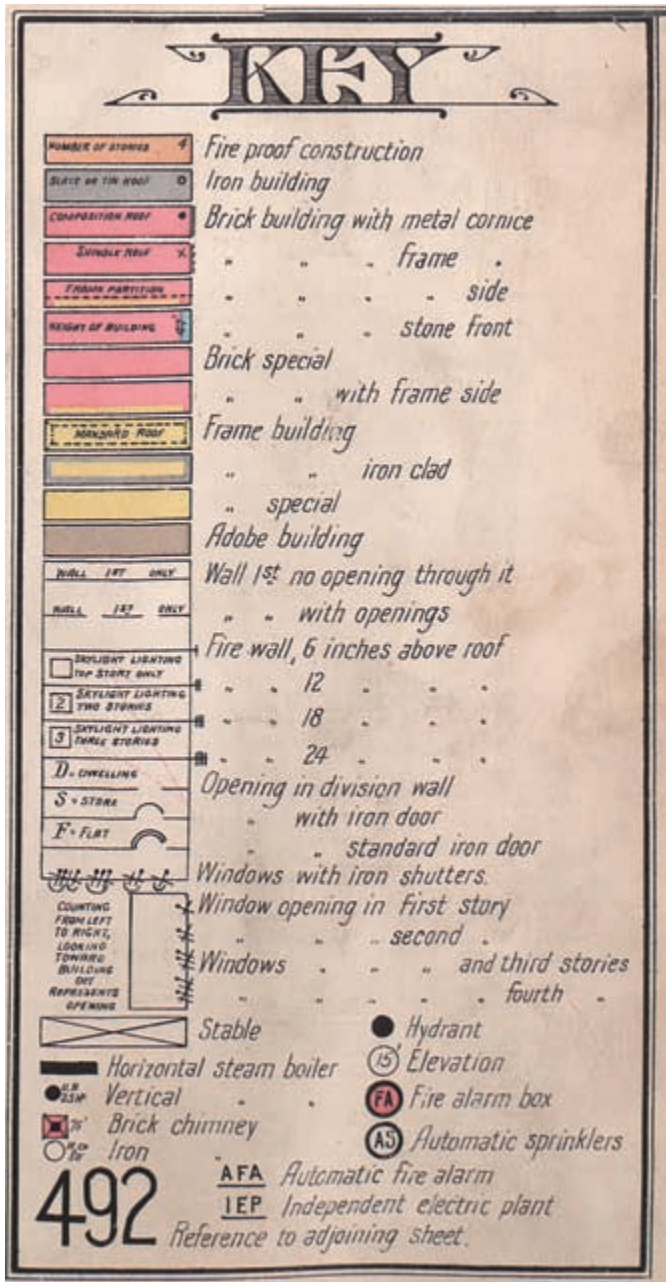 KEY
NUMBER OF STORIES 4 Fire proof construction
SLATE OR TIN ROOF o Iron building
COMPOSITION ROOF ● Brick building with metal cornice
SHINGLE ROOF x „ „ „ frame „
FRAME PARTITION „ „ „ „ side
HEIGHT OF BUILDING „ „ „ stone front
Brick special
„ „ with frame side
MANSARD ROOF Frame building
„ „ iron clad
„ special
Adobe building
WALL 1ST ONLY Wall 1st no opening through it
WALL 1ST ONLY „ „ with openings
Fire wall, 6 inches above roof
SKYLIGHT LIGHTING
TOP STORY ONLY
„ „ 12 „ „ „
2 SKYLIGHT LIGHTING
TWO STORIES
„ „ 18 „ „ „
3 SKYLIGHT LIGHTING
THREE STORIES
„ „ 24 „ „ „
D = DWELLING
Opening in division wall
S = STORE
„ with iron door
F = FLAT
„ „ standard iron door
Windows with iron shutters.
COUNTING
FROM LEFT
TO RIGHT,
LOOKING
TOWARD
BUILDING
DOT
REPRESENTS
OPENING
Window opening in first story
„ „ „ second „
Windows „ „ „ and third stories
„ „ „ „ fourth „
Stable
Hydrant
Horizontal steam boiler
15' Elevation
Vertical „ „
FA Fire alarm box
Brick chimney
AS Automatic sprinklers
Iron „
AFA Automatic fire alarm
IEP Independent electric plant
492 Reference to adjoining sheet.